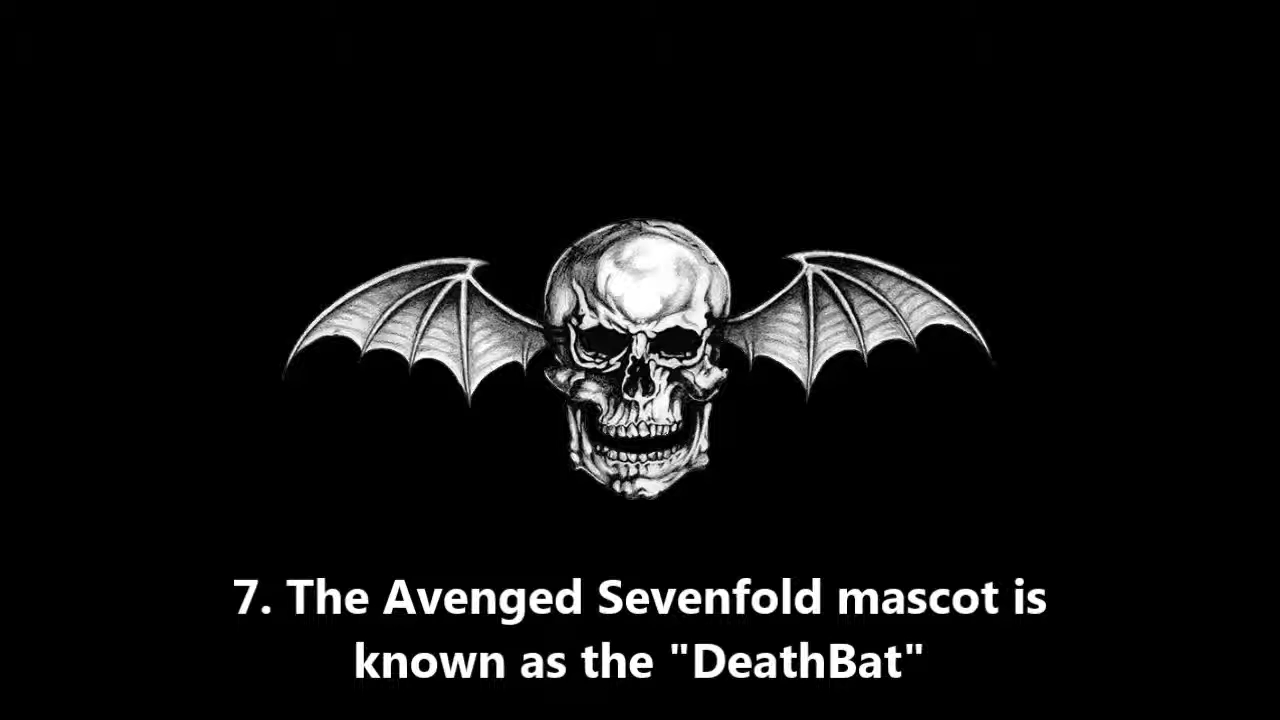 7. The Avenged Sevenfold mascot is
known as the "DeathBat"